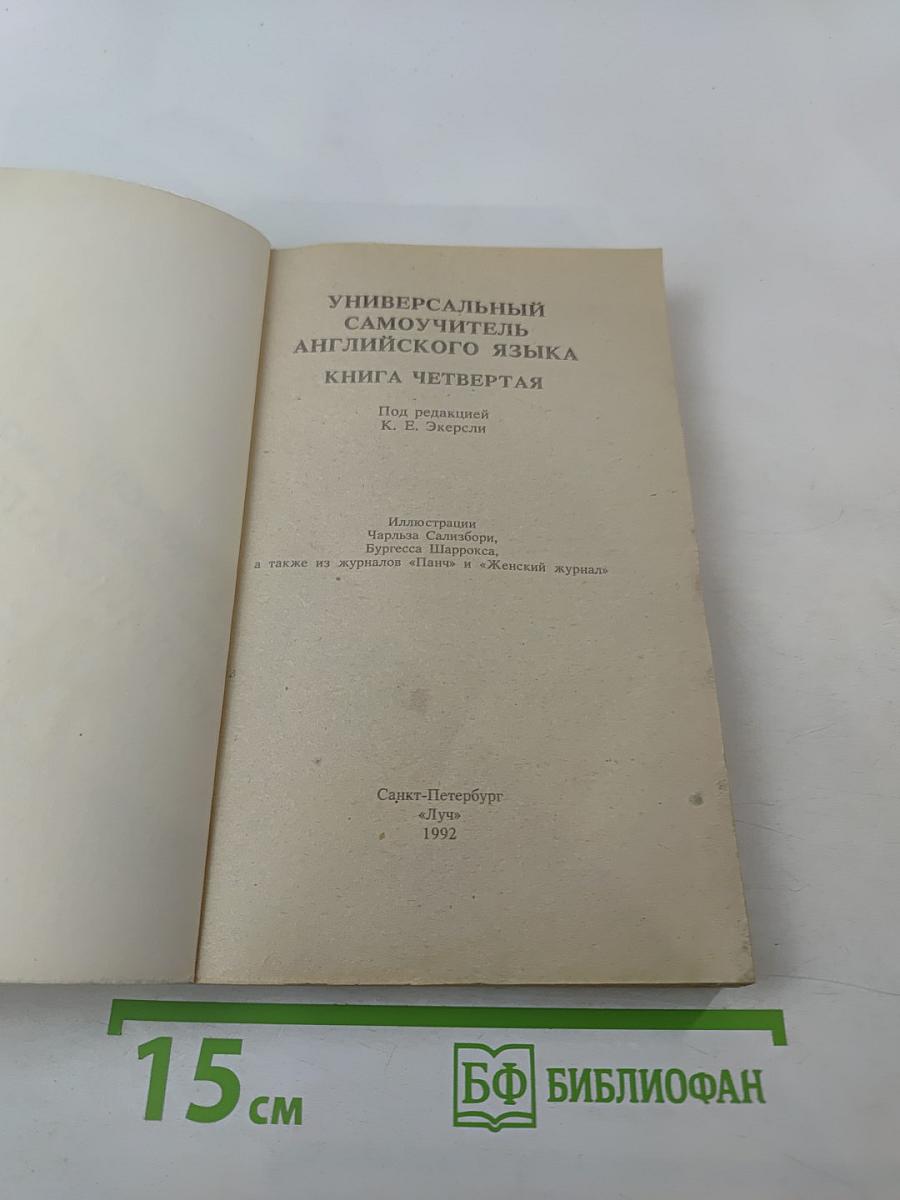 УНИВЕРСАЛЬНЫЙ
САМОУЧИТЕЛЬ
АНГЛИЙСКОГО ЯЗЫКА
КНИГА ЧЕТВЕРТАЯ
Под редакцией
К. Е. Экерсли
Иллюстрации
Чарльза Сализбори,
Бургесса Шаррокса,
а также из журналов «Панч» и «Женский журнал»
Санкт-Петербург
«Луч»
1992
15 см
БФ БИБЛИОФАН